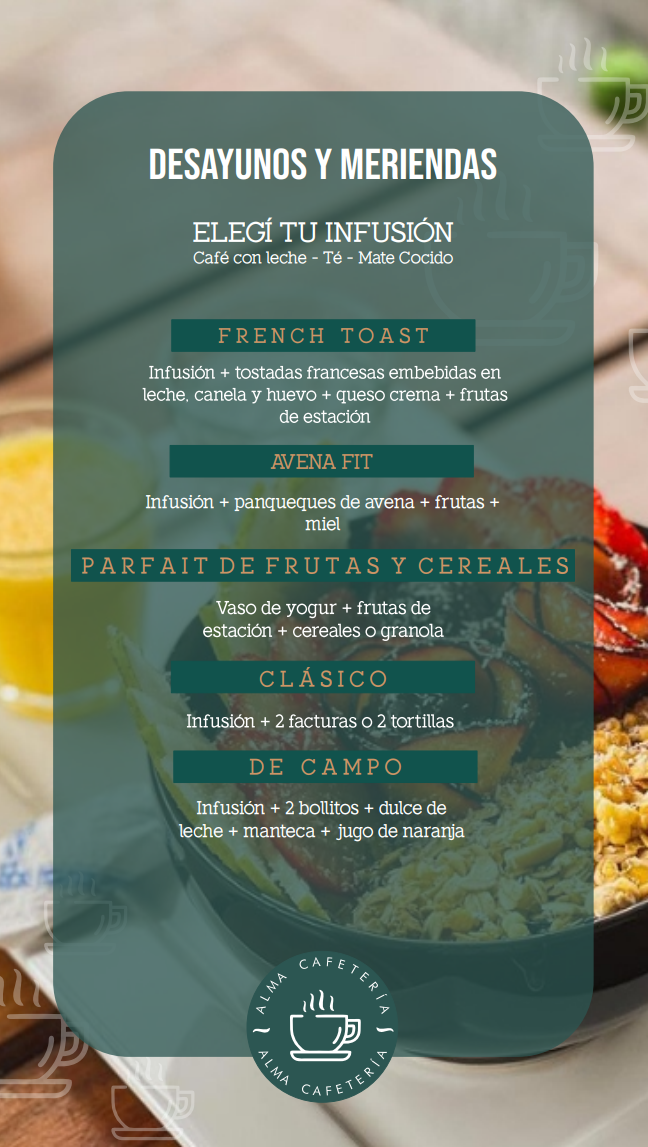 DESAYUNOS Y MERIENDAS
ELEGÍ TU INFUSIÓN
Café con leche - Té - Mate Cocido
FRENCH TOAST
Infusión + tostadas francesas embebidas en
leche, canela y huevo + queso crema + frutas
de estación
AVENA FIT
Infusión + panqueques de avena + frutas +
miel
PARFAIT DE FRUTAS Y CEREALES
Vaso de yogur + frutas de
estación + cereales o granola
CLÁSICO
Infusión + 2 facturas o 2 tortillas
DE CAMPO
Infusión + 2 bollitos + dulce de
leche + manteca + jugo de naranja
ALMA CAFETERÍA
ALMA CAFETERÍA